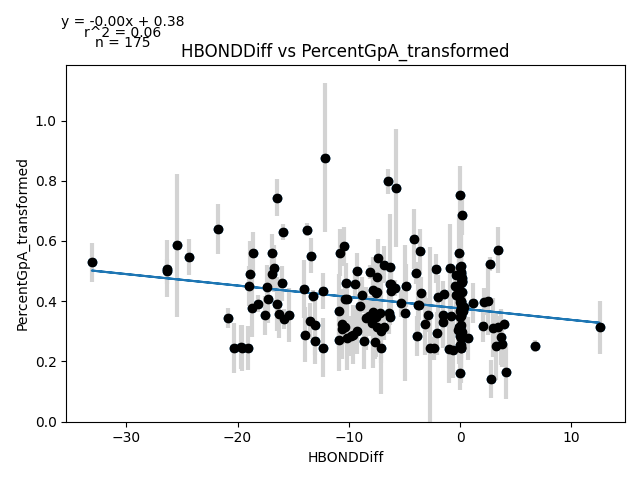 y = -0.00x + 0.38
r^2 = 0.06
n = 175
HBONDDiff vs PercentGpA_transformed
PercentGpA_transformed
1.0
0.8
0.6
0.4
0.2
0.0
−30 −20 −10 0 10
HBONDDiff